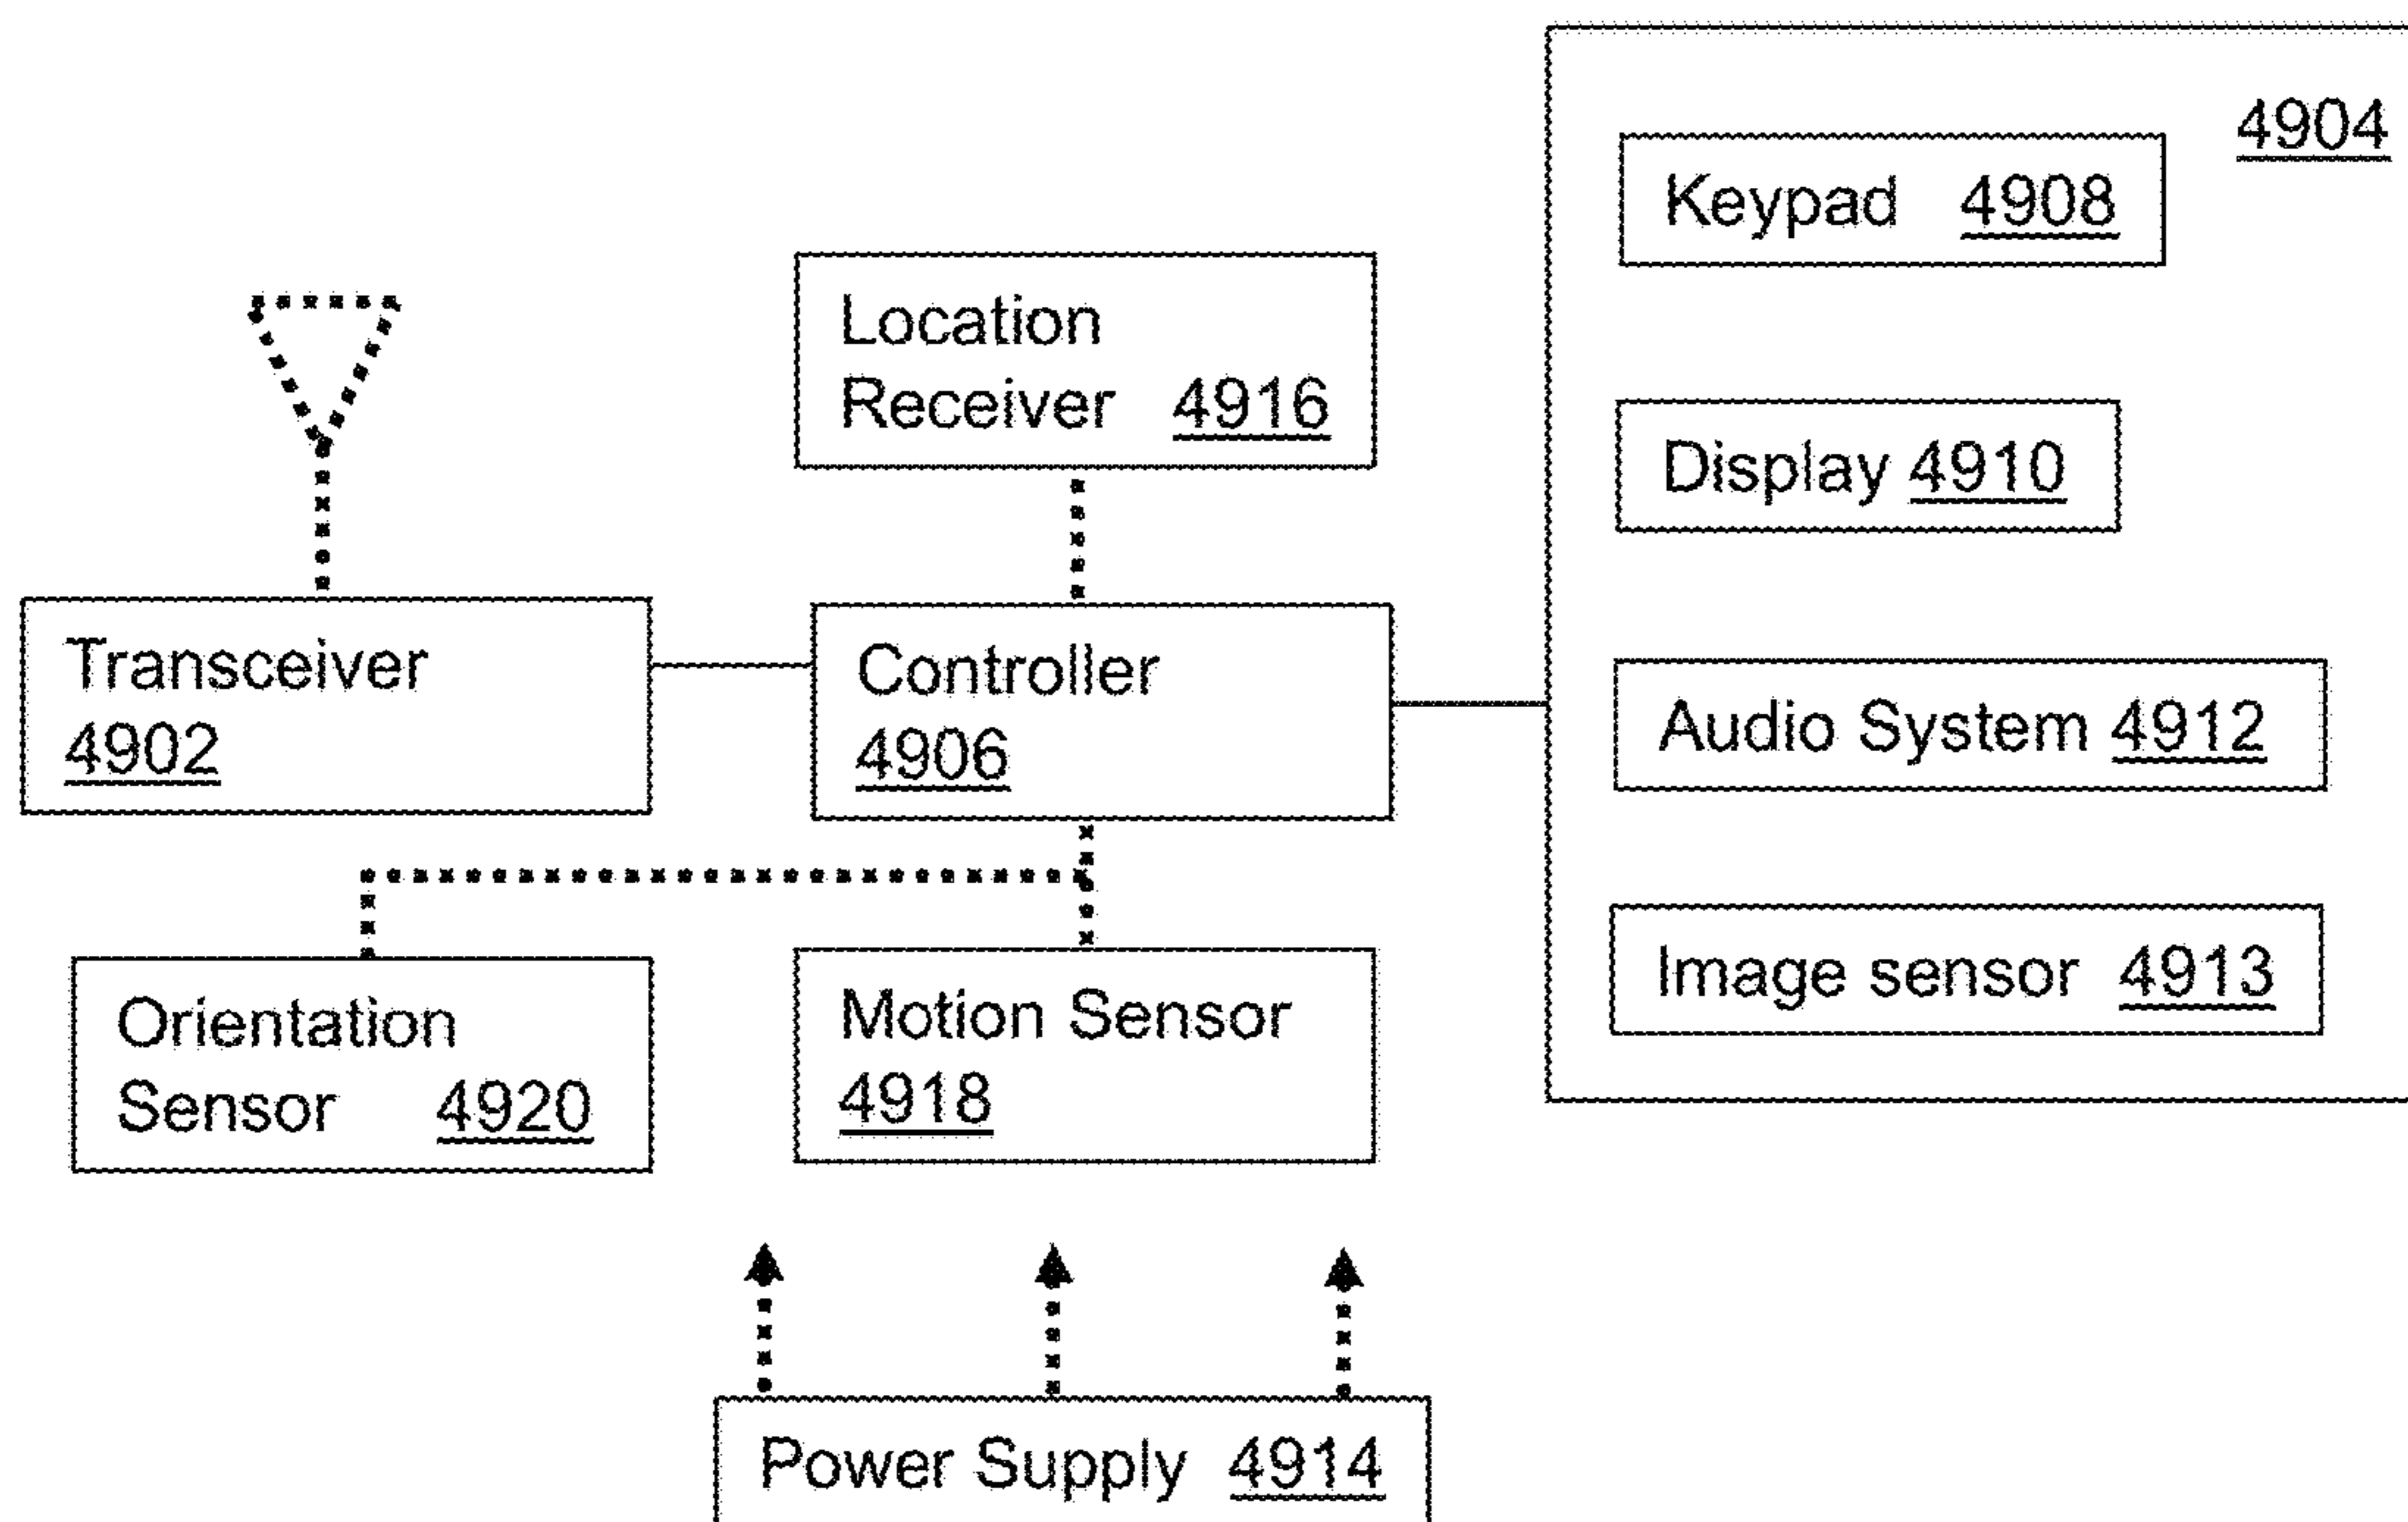 4904
Keypad 4908
Location
Receiver 4916
Display 4910
Transceiver
4902
Controller
4906
Audio System 4912
Image sensor 4913
Orientation
Sensor 4920
Motion Sensor
4918
Power Supply 4914